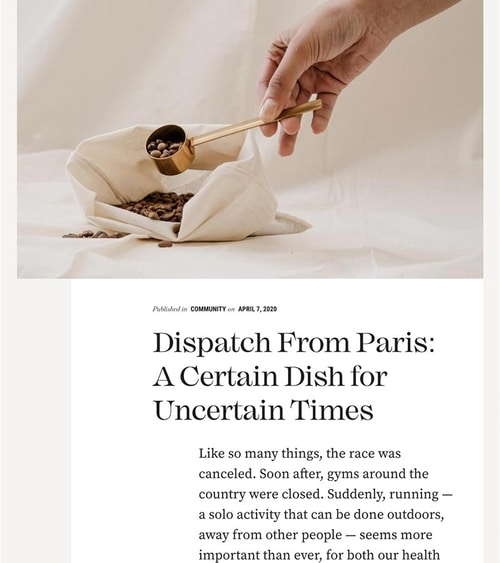 Published in COMMUNITY on APRIL 7, 2020
Dispatch From Paris:
A Certain Dish for
Uncertain Times
Like so many things, the race was
canceled. Soon after, gyms around the
country were closed. Suddenly, running —
a solo activity that can be done outdoors,
away from other people — seems more
important than ever, for both our health